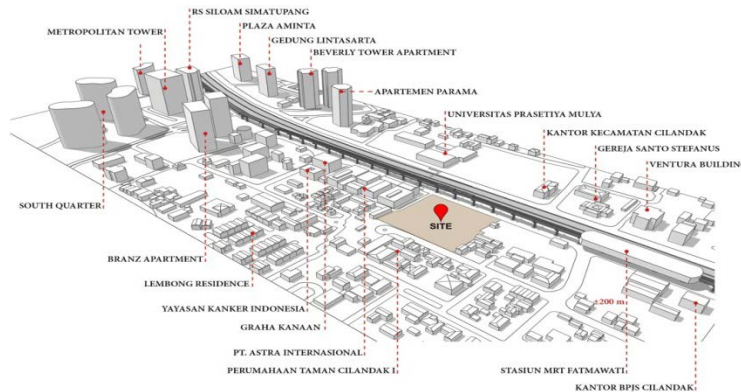 RS SILOAM SIMATUPANG
PLAZA AMINTA
METROPOLITAN TOWER
GEDUNG LINTASARTA
BEVERLY TOWER APARTMENT
APARTEMEN PARAMA
UNIVERSITAS PRASETIYA MULYA
KANTOR KECAMATAN CILANDAK
GEREJA SANTO STEFANUS
VENTURA BUILDIN
SOUTH QUARTER
SITE
BRANZ APARTMENT
LEMBONG RESIDENCE
±200 m
YAYASAN KANKER INDONESIA
GRAHA KANAAN
PT. ASTRA INTERNASIONAL
PERUMAHAAN TAMAN CILANDAK I
STASIUN MRT FATMAWATI
KANTOR BPJS CILANDAK